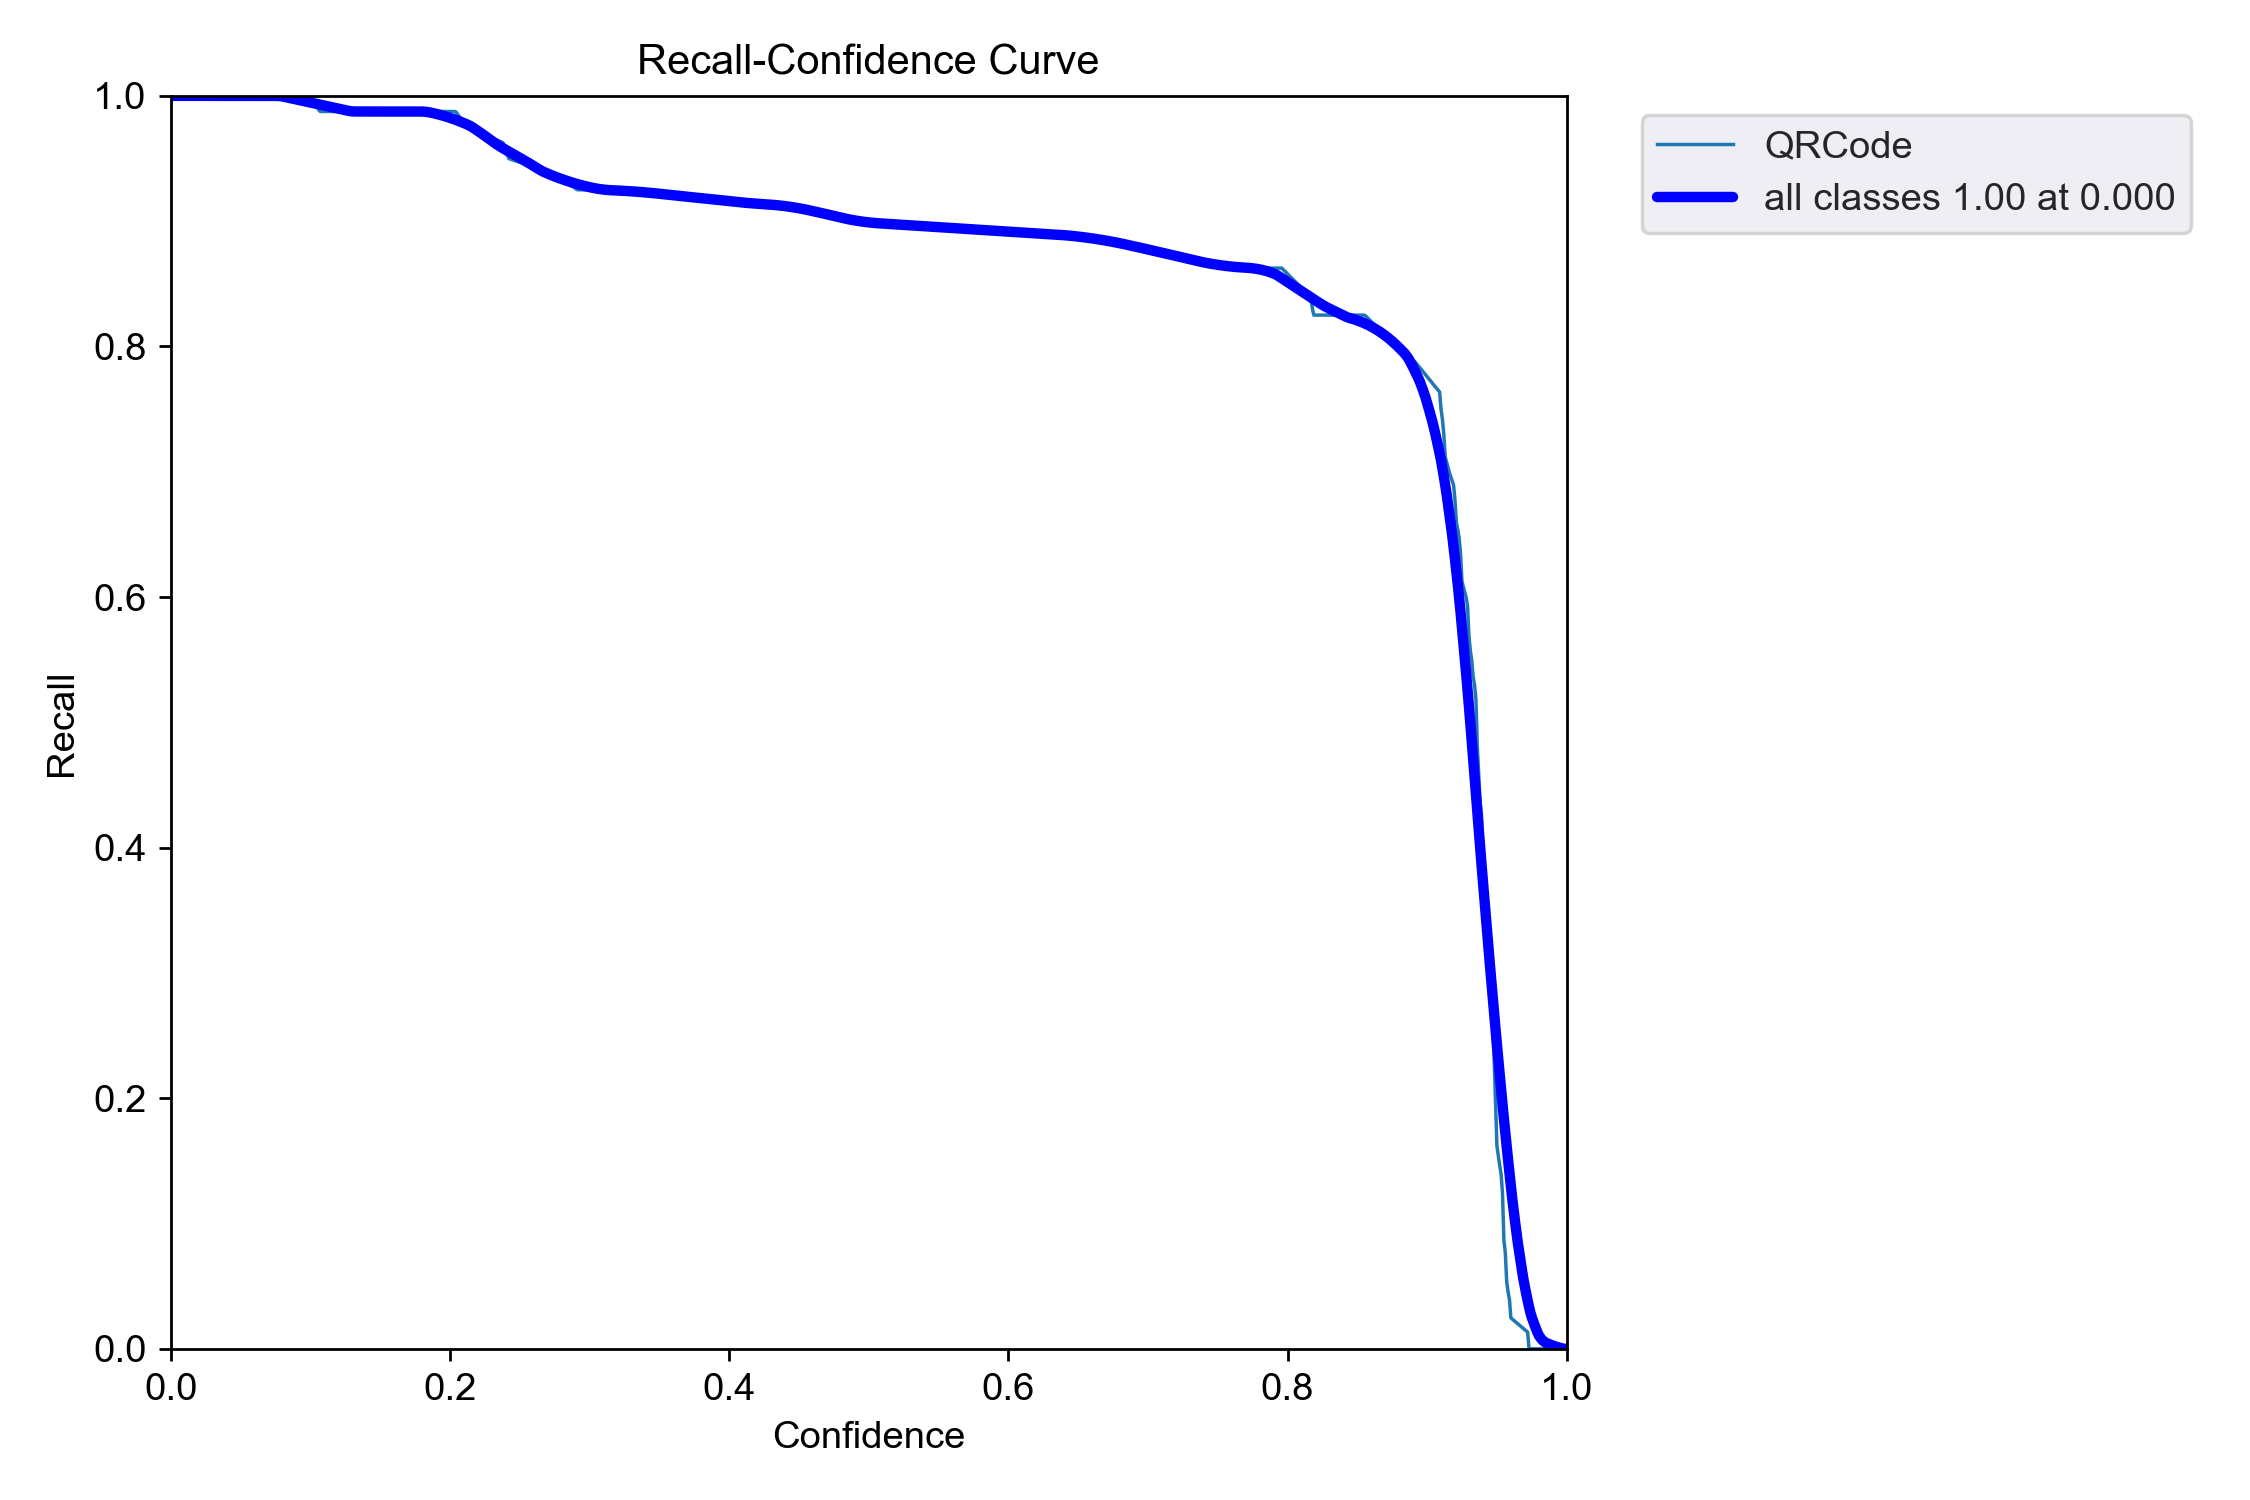 Recall-Confidence Curve
1.0
0.8
0.6
0.4
0.2
0.0
Recall
0.0 0.2 0.4 0.6 0.8 1.0
Confidence
QRCode
all classes 1.00 at 0.000